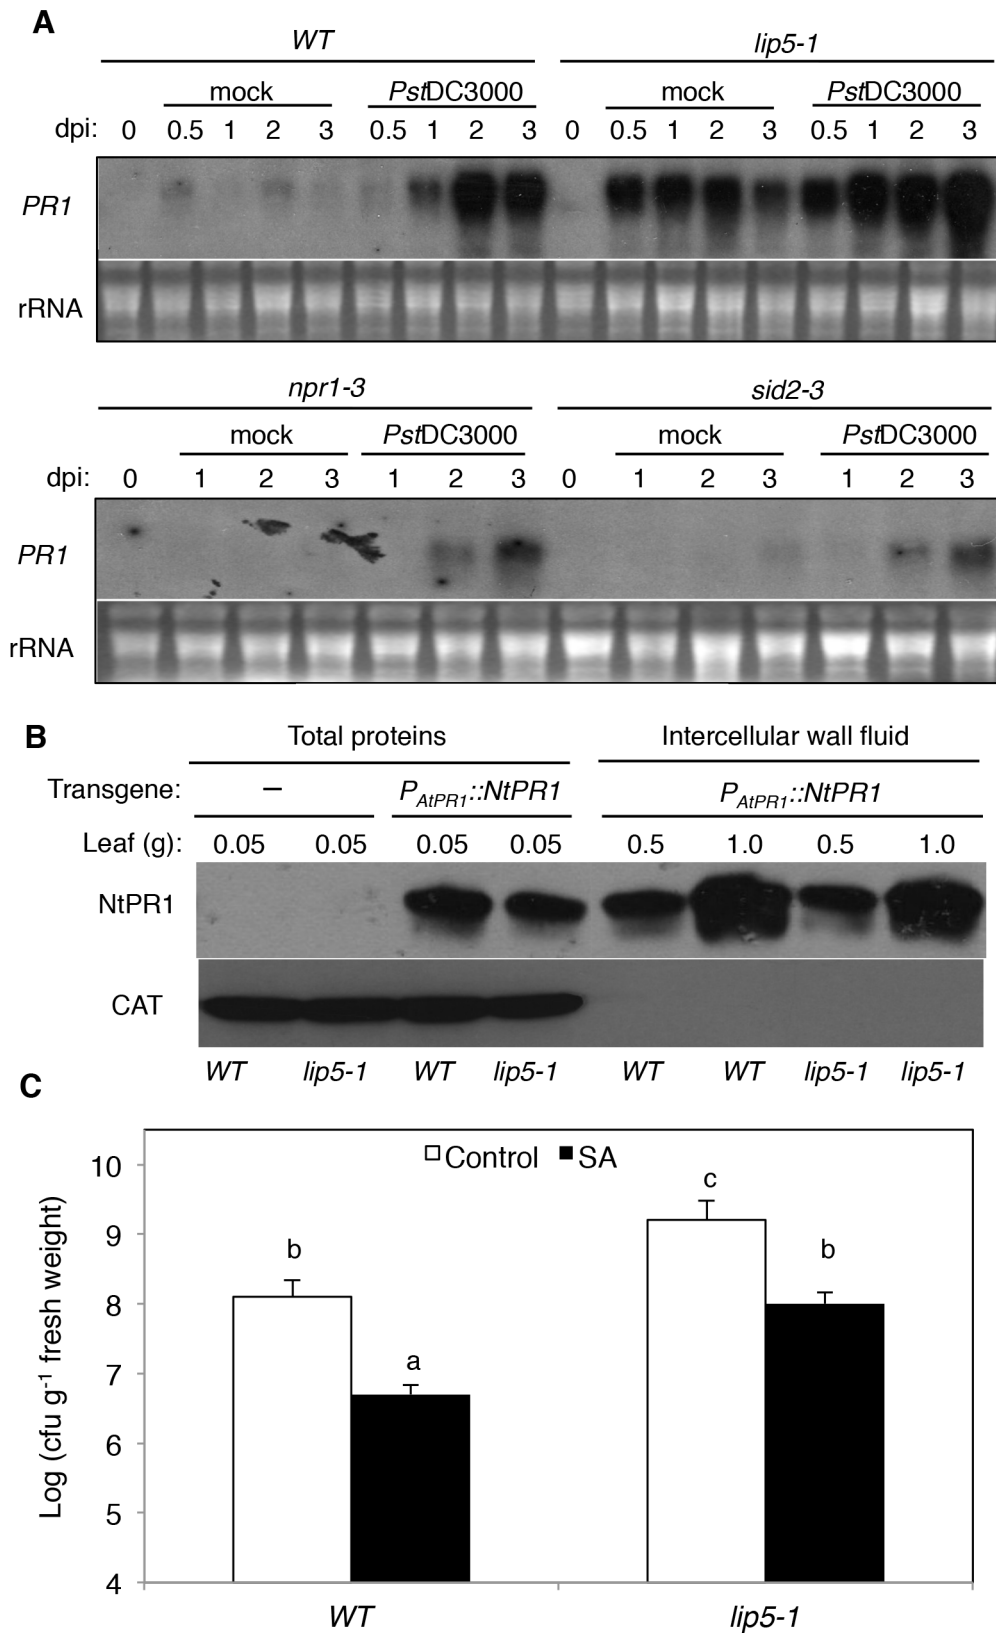 A
WT lip5-1
mock PstDC3000 mock PstDC3000
dpi: 0 0.5 1 2 3 0.5 1 2 3 0 0.5 1 2 3 0.5 1 2 3
PR1
rRNA
npr1-3 sid2-3
mock PstDC3000 mock PstDC3000
dpi: 0 1 2 3 1 2 3 0 1 2 3 1 2 3
PR1
rRNA
B
Total proteins Intercellular wall fluid
Transgene: – PAtPR1::NtPR1 PAtPR1::NtPR1
Leaf (g): 0.05 0.05 0.05 0.05 0.5 1.0 0.5 1.0
NtPR1
CAT
WT lip5-1 WT lip5-1 WT WT lip5-1 lip5-1
C
Control SA
10
9
8
7
6
5
4
Log (cfu g-1 fresh weight)
b
a
c
b
WT lip5-1